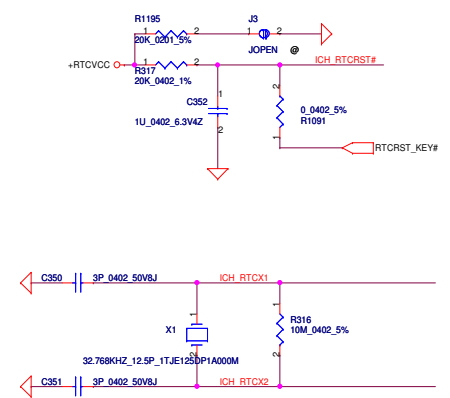 R1195 J3
1 2 1 2
20K_0201_5% JOPEN @
+RTCVCC ICH_RTCRST#
R317
1 2
20K_0402_1%
C352
1 2
1U_0402_6.3V4Z
2 1
0_0402_5%
R1091
RTCRST_KEY#
C350 3P_0402_50V8J ICH_RTCX1
X1
1 2
R316
10M_0402_5%
1 2
32.768KHZ_12.5P_1TJE125DP1A000M
C351 3P_0402_50V8J ICH_RTCX2